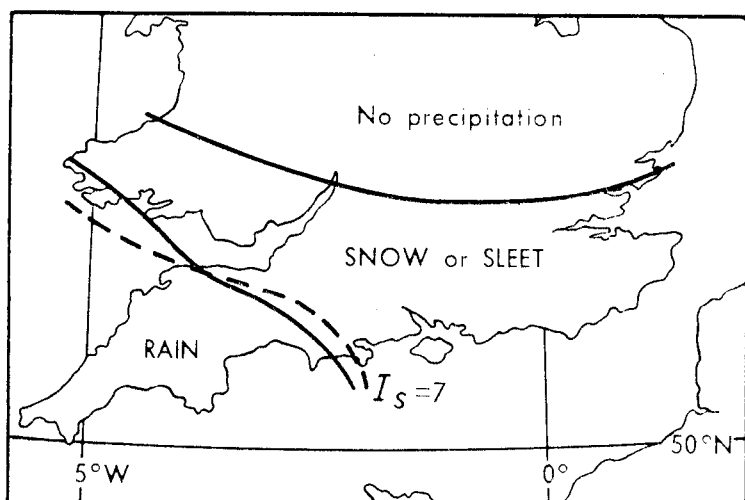 No precipitation
SNOW or SLEET
RAIN
I_s=7
50°N
5°W
0°